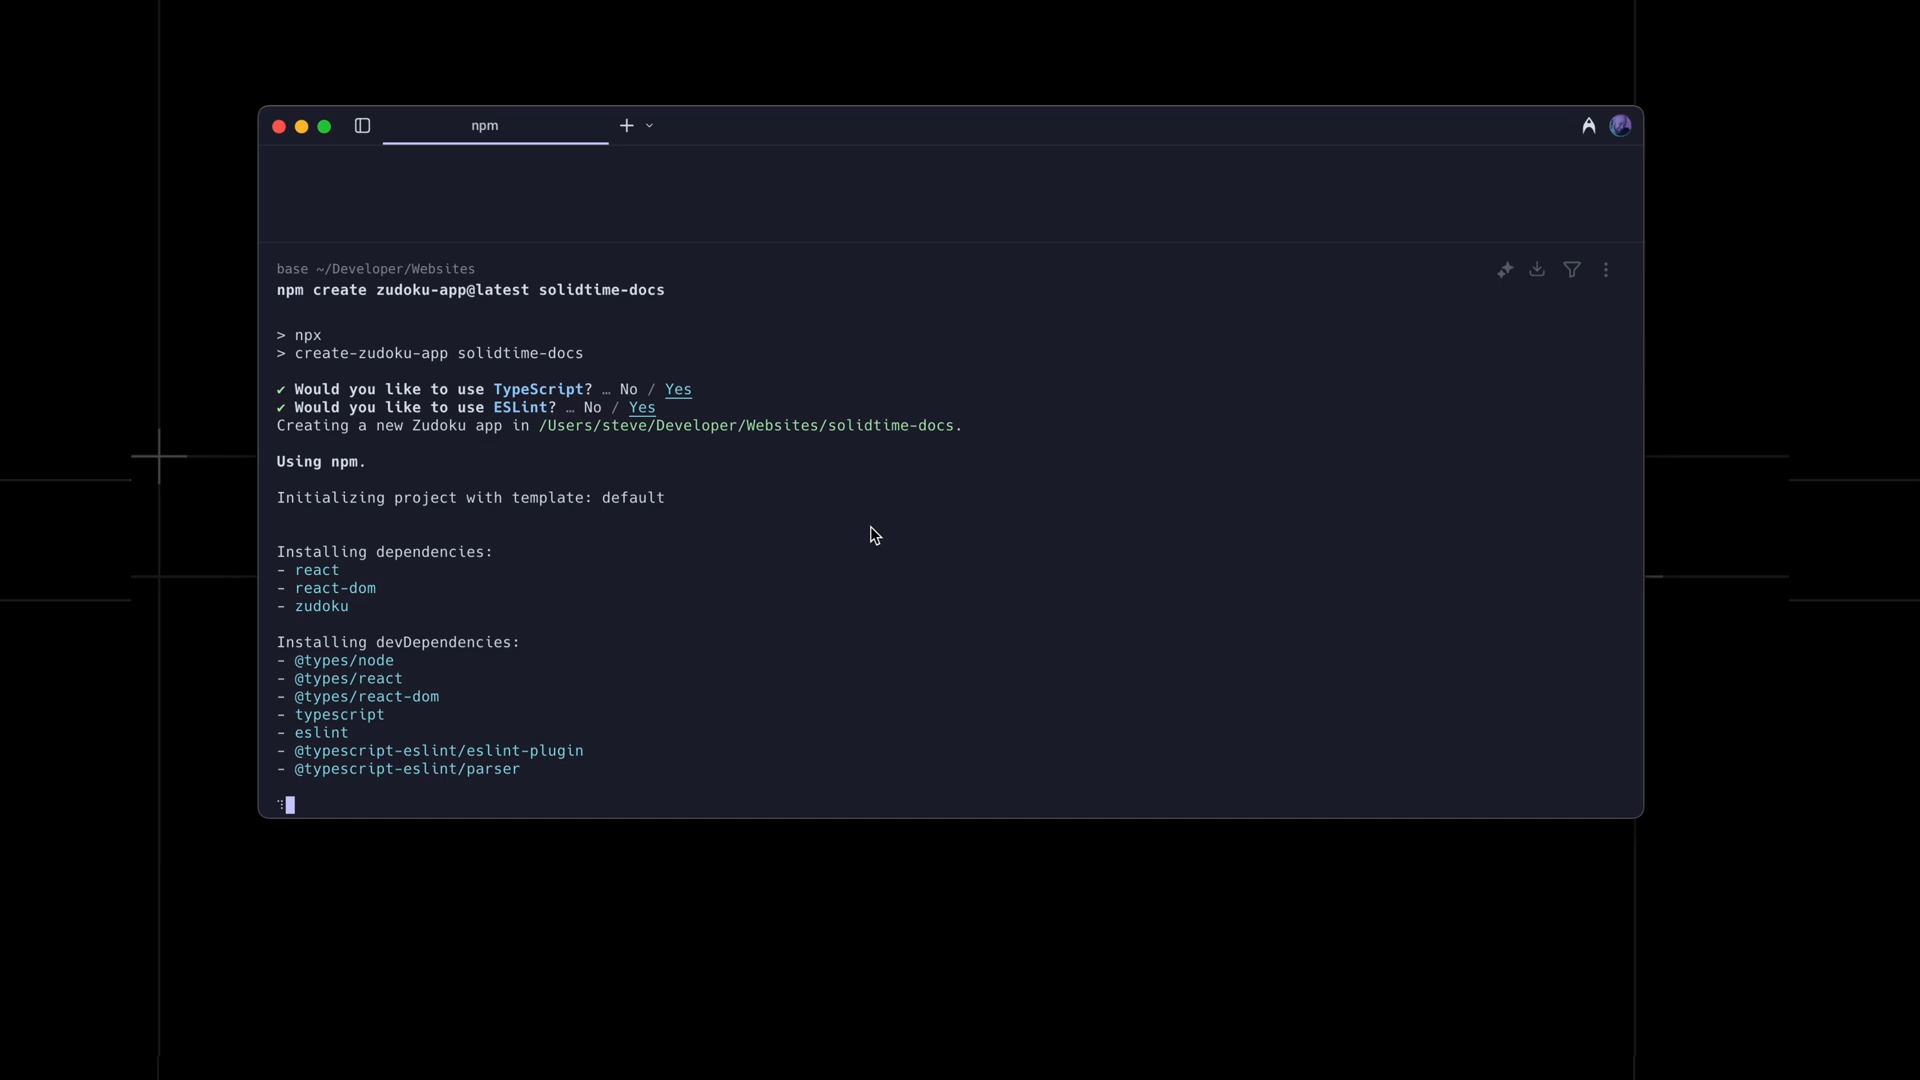 npm
base ~/Developer/Websites
npm create zudoku-app@latest solidtime-docs
> npx
> create-zudoku-app solidtime-docs
✔ Would you like to use TypeScript? … No / Yes
✔ Would you like to use ESLint? … No / Yes
Creating a new Zudoku app in /Users/steve/Developer/Websites/solidtime-docs.
Using npm.
Initializing project with template: default
Installing dependencies:
- react
- react-dom
- zudoku
Installing devDependencies:
- @types/node
- @types/react
- @types/react-dom
- typescript
- eslint
- @typescript-eslint/eslint-plugin
- @typescript-eslint/parser